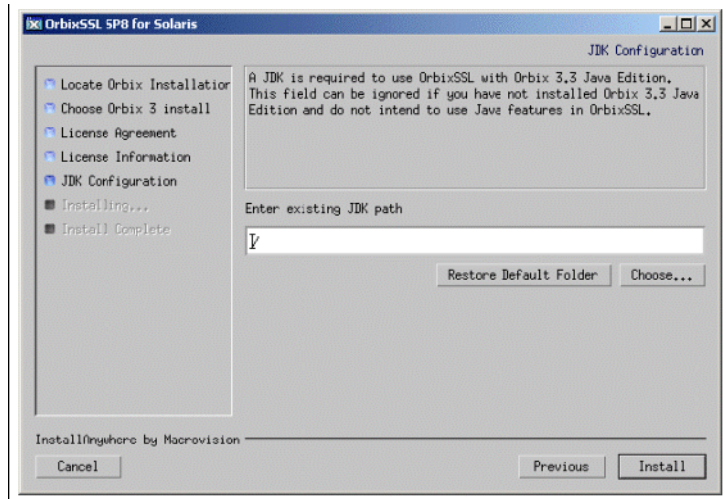 OrbixSSL SP8 for Solaris
JDK Configuration
Locate Orbix Installation
Choose Orbix 3 install
License Agreement
License Information
JDK Configuration
Installing...
Install Complete
A JDK is required to use OrbixSSL with Orbix 3.3 Java Edition.
This field can be ignored if you have not installed Orbix 3.3 Java
Edition and do not intend to use Java features in OrbixSSL.
Enter existing JDK path
/
Restore Default Folder
Choose...
InstallAnywhere by Macrovision
Cancel
Previous
Install